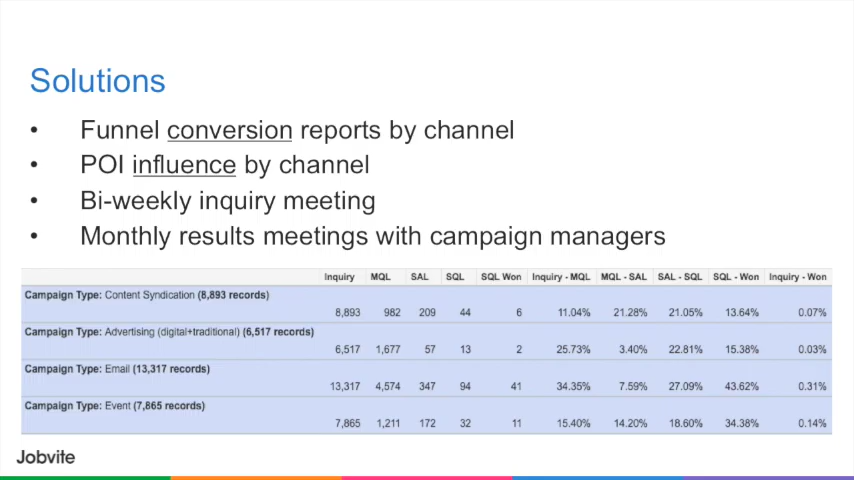 Solutions
• Funnel conversion reports by channel
• POI influence by channel
• Bi-weekly inquiry meeting
• Monthly results meetings with campaign managers
Inquiry MQL SAL SQL SQL Won Inquiry - MQL MQL - SAL SAL - SQL SQL - Won Inquiry - Won
Campaign Type: Content Syndication (8,893 records)
8,893 982 209 44 6 11.04% 21.28% 21.05% 13.64% 0.07%
Campaign Type: Advertising (digital+traditional) (6,517 records)
6,517 1,677 57 13 2 25.73% 3.40% 22.81% 15.38% 0.03%
Campaign Type: Email (13,317 records)
13,317 4,574 347 94 41 34.35% 7.59% 27.09% 43.62% 0.31%
Campaign Type: Event (7,865 records)
7,865 1,211 172 32 11 15.40% 14.20% 18.60% 34.38% 0.14%
Jobvite